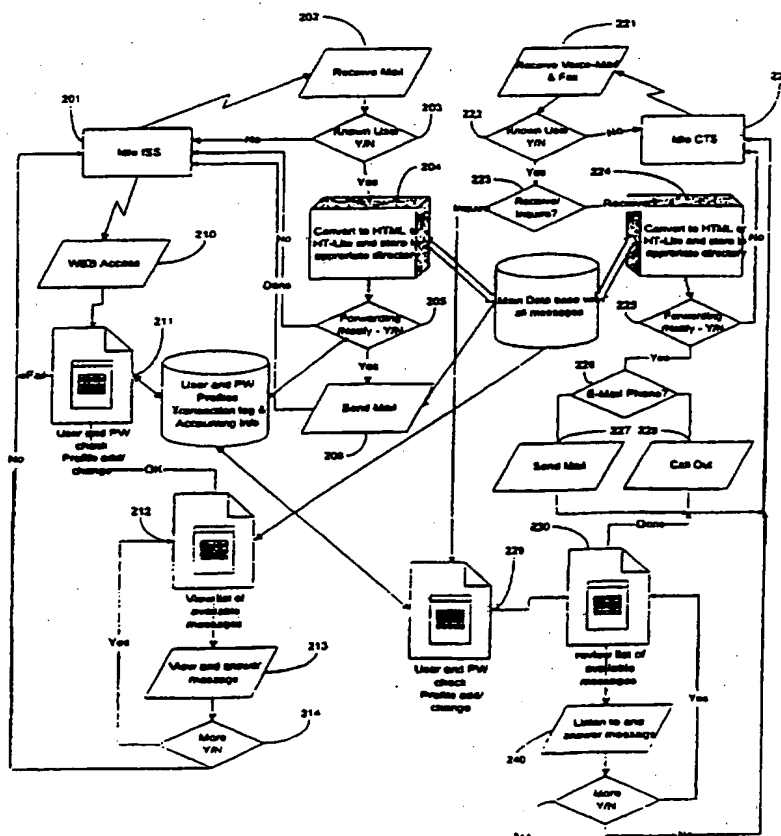 202
Receive Mail
221
Receive Voice-Mail
& Fax
201
Idle ISS
No
Known User
Y/N
203
222
Known User
Y/N
No
Idle CTS
22
Yes
204
Convert to HTML or
HT-Lite and store in
appropriate directory
Yes
223
Receive/
Inquire?
Inquire
Receive
224
Convert to HTML or
HT-Lite and store in
appropriate directory
No
No
Done
210
WEB Access
Main Data base with
all messages
Forwarding
/Notify - Y/N
205
225
Forwarding
/Notify - Y/N
211
Fail
User and PW
Profiles
Transaction log &
Accounting Info
Yes
Send Mail
206
Yes
226
E-Mail Phone?
User and PW
check
Profile add/
change
No
OK
227
228
Send Mail
Call Out
212
View list of
available
messages
Yes
Done
230
229
User and PW
check
Profile add/
change
review list of
available
messages
Yes
213
View and answer
message
214
More
Y/N
Listen to and
answer message
240
More
Y/N
No